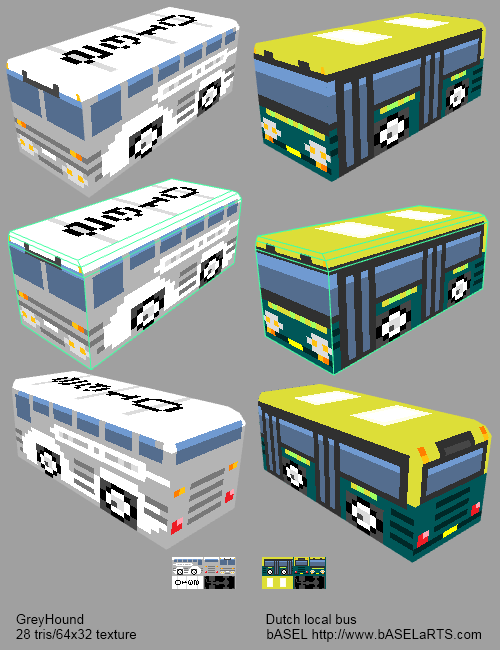 GreyHound
28 tris/64x32 texture
Dutch local bus
bASEL http://www.bASELaRTS.com